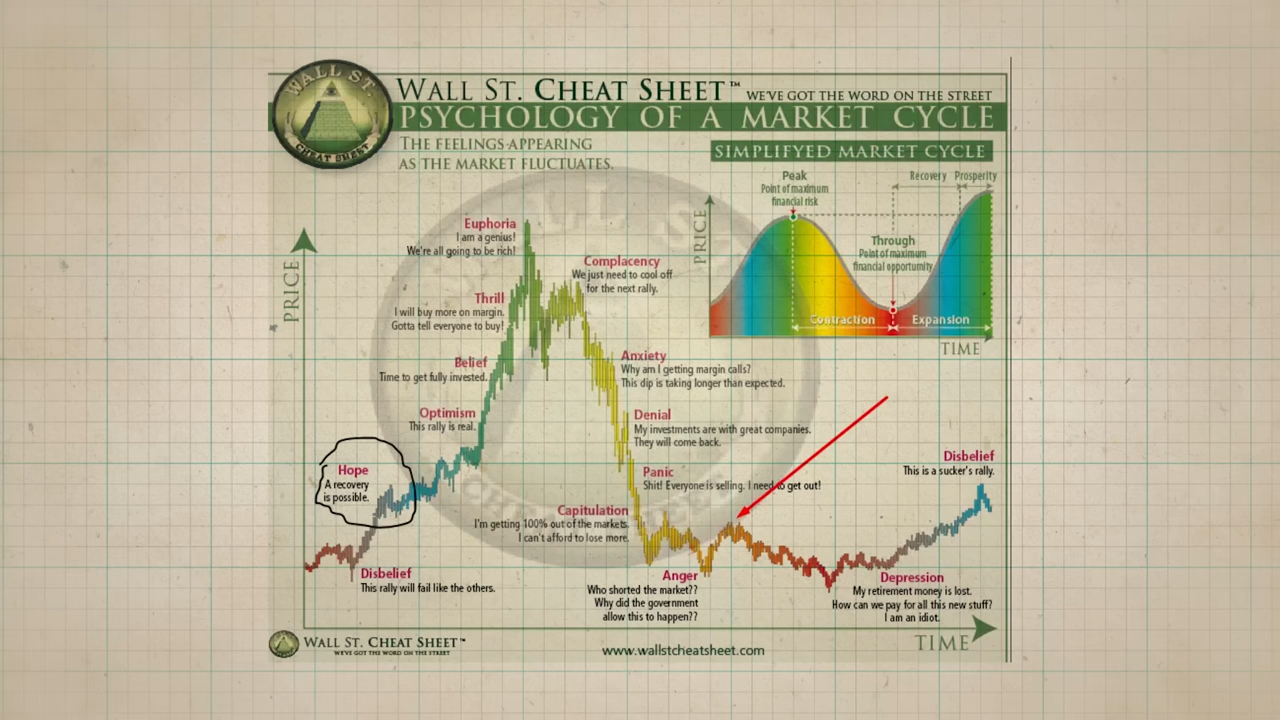 WALL ST.
CHEAT SHEET
WALL ST. CHEAT SHEET™ WE'VE GOT THE WORD ON THE STREET
PSYCHOLOGY OF A MARKET CYCLE
THE FEELINGS APPEARING
AS THE MARKET FLUCTUATES.
SIMPLIFYED MARKET CYCLE
Peak
Point of maximum
financial risk
Recovery
Prosperity
PRICE
Through
Point of maximum
financial opportunity
Contraction
Expansion
TIME
PRICE
Euphoria
I am a genius!
We're all going to be rich!
Complacency
We just need to cool off
for the next rally.
Thrill
I will buy more on margin.
Gotta tell everyone to buy!
Belief
Time to get fully invested.
Anxiety
Why am I getting margin calls?
This dip is taking longer than expected.
Optimism
This rally is real.
Denial
My investments are with great companies.
They will come back.
Hope
A recovery
is possible.
Panic
Shit! Everyone is selling. I need to get out!
Disbelief
This is a sucker's rally.
Capitulation
I'm getting 100% out of the markets.
I can't afford to lose more.
Disbelief
This rally will fail like the others.
Anger
Who shorted the market??
Why did the government
allow this to happen??
Depression
My retirement money is lost.
How can we pay for all this new stuff?
I am an idiot.
WALL ST. CHEAT SHEET™
WE'VE GOT THE WORD ON THE STREET
www.wallstcheatsheet.com
TIME